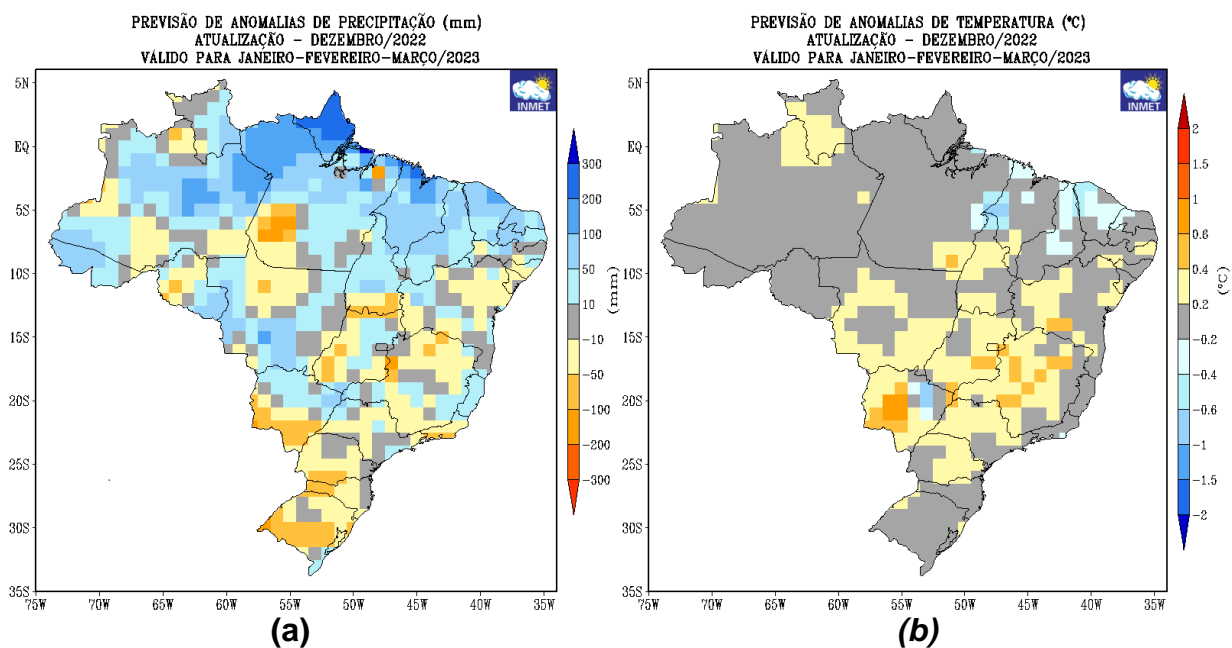 PREVISÃO DE ANOMALIAS DE PRECIPITAÇÃO (mm)
ATUALIZAÇÃO - DEZEMBRO/2022
VÁLIDO PARA JANEIRO-FEVEREIRO-MARÇO/2023
INMET
5N
EQ
5S
10S
15S
20S
25S
30S
35S
75W
70W
65W
60W
55W
50W
45W
40W
35W
300
200
100
50
10
-10
-50
-100
-200
-300
(mm)
(a)
PREVISÃO DE ANOMALIAS DE TEMPERATURA (°C)
ATUALIZAÇÃO - DEZEMBRO/2022
VÁLIDO PARA JANEIRO-FEVEREIRO-MARÇO/2023
INMET
5N
EQ
5S
10S
15S
20S
25S
30S
35S
75W
70W
65W
60W
55W
50W
45W
40W
35W
2
1.5
1
0.6
0.4
0.2
-0.2
-0.4
-0.6
-1
-1.5
-2
(°C)
(b)